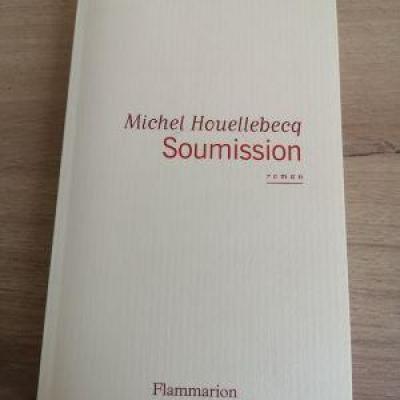 Michel Houellebecq
Soumission
roman
Flammarion